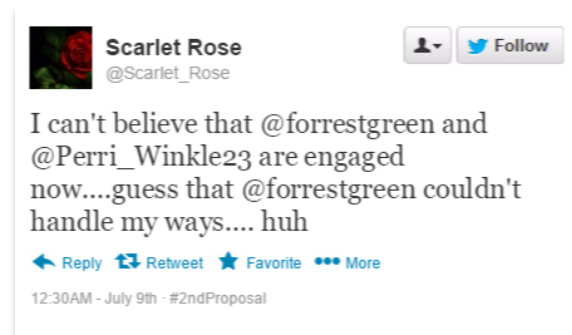 Scarlet Rose
Follow
@Scarlet_Rose
I can't believe that @forrestgreen and
@Perri_Winkle23 are engaged
now....guess that @forrestgreen couldn't
handle my ways.... huh
Reply Retweet Favorite More
12:30AM - July 9th · #2ndProposal